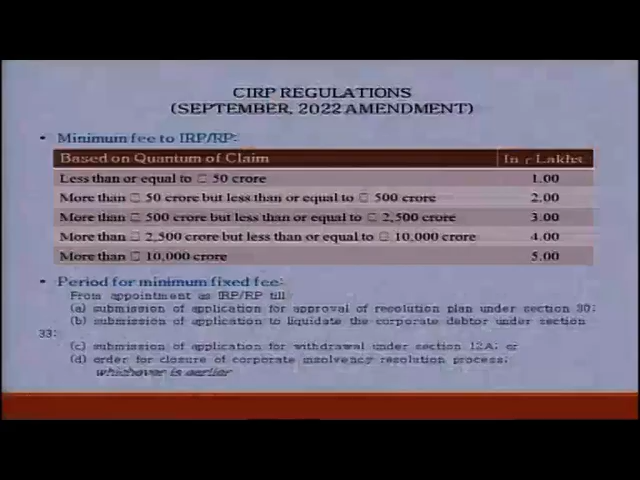 CIRP REGULATIONS
(SEPTEMBER, 2022 AMENDMENT)
• Minimum fee to IRP/RP:
Based on Quantum of Claim In ┌ Lakhs
Less than or equal to □ 50 crore 1.00
More than □ 50 crore but less than or equal to □ 500 crore 2.00
More than □ 500 crore but less than or equal to □ 2,500 crore 3.00
More than □ 2,500 crore but less than or equal to □ 10,000 crore 4.00
More than □ 10,000 crore 5.00
• Period for minimum fixed fee:
From appointment as IRP/RP till:
(a) submission of application for approval of resolution plan under section 30;
(b) submission of application to liquidate the corporate debtor under section
33;
(c) submission of application for withdrawal under section 12A; or
(d) order for closure of corporate insolvency resolution process;
whichever is earlier